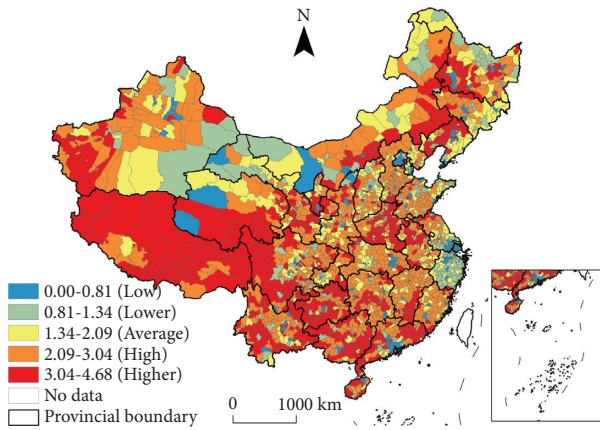 N
0.00-0.81 (Low)
0.81-1.34 (Lower)
1.34-2.09 (Average)
2.09-3.04 (High)
3.04-4.68 (Higher)
No data
Provincial boundary
0 1000 km